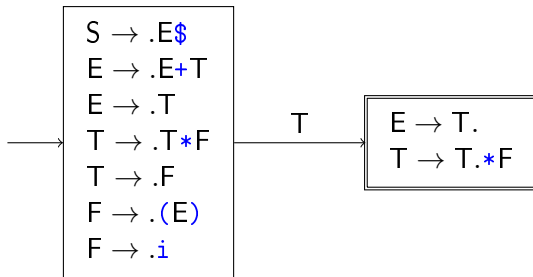 S → .E$
E → .E+T
E → .T
T → .T*F
T → .F
F → .(E)
F → .i
T
E → T.
T → T.*F